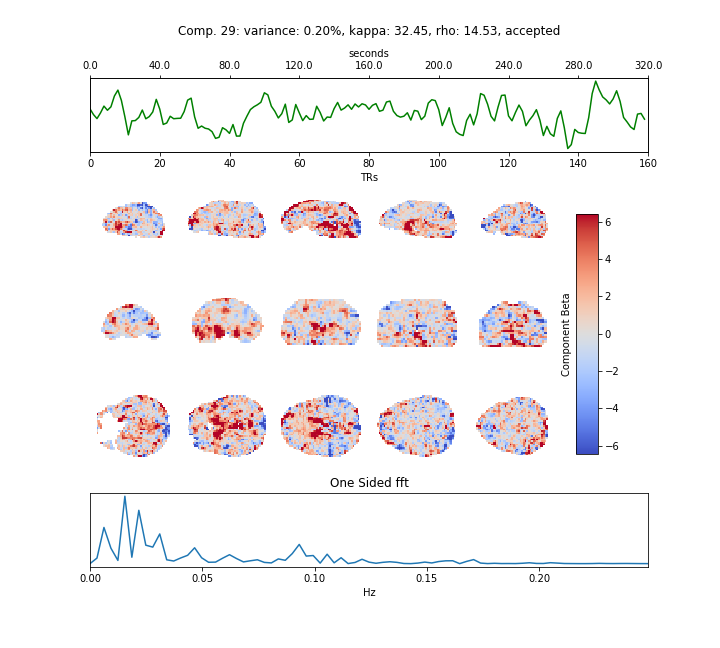 Comp. 29: variance: 0.20%, kappa: 32.45, rho: 14.53, accepted
seconds
0.0 40.0 80.0 120.0 160.0 200.0 240.0 280.0 320.0
0 20 40 60 80 100 120 140 160
TRs
6
4
2
0
−2
−4
−6
Component Beta
One Sided fft
0.00 0.05 0.10 0.15 0.20
Hz